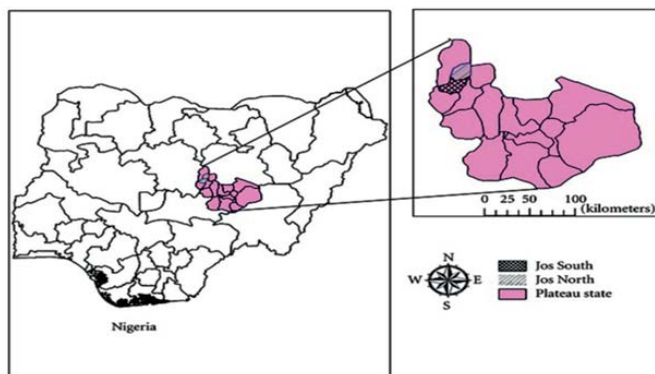 Nigeria
0 25 50 100
(kilometers)
N
W E
S
Jos South
Jos North
Plateau state